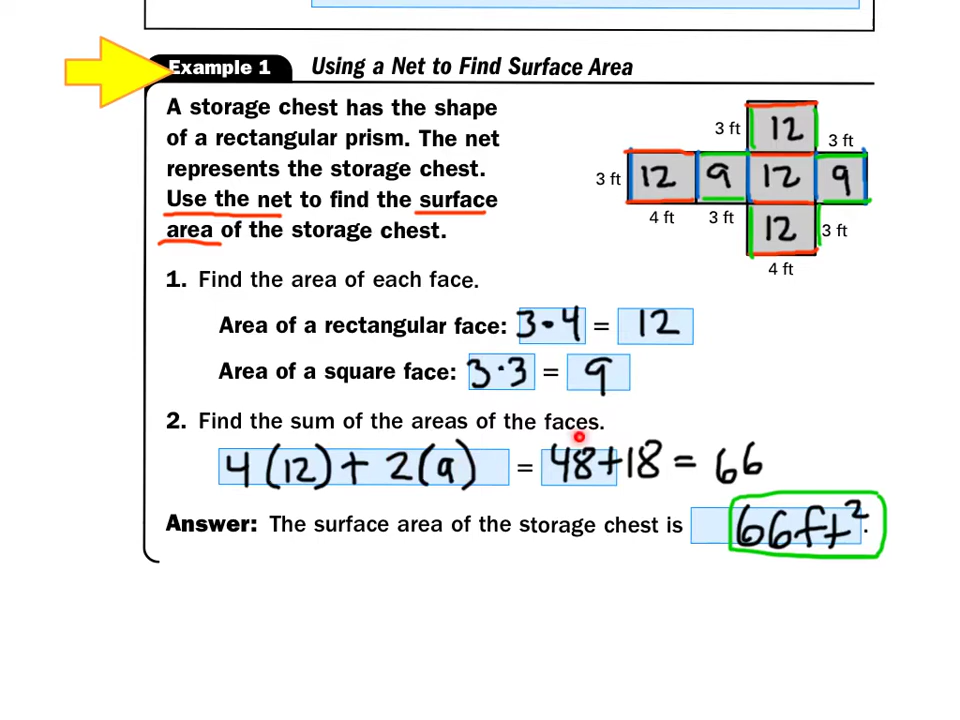 Example 1 Using a Net to Find Surface Area
A storage chest has the shape
of a rectangular prism. The net
represents the storage chest.
Use the net to find the surface
area of the storage chest.
3 ft 12 3 ft
3 ft 12 9 12 9
4 ft 3 ft 12 3 ft
4 ft
1. Find the area of each face.
Area of a rectangular face: 3·4 = 12
Area of a square face: 3·3 = 9
2. Find the sum of the areas of the faces.
4(12) + 2(9) = 48+18 = 66
Answer: The surface area of the storage chest is 66ft².